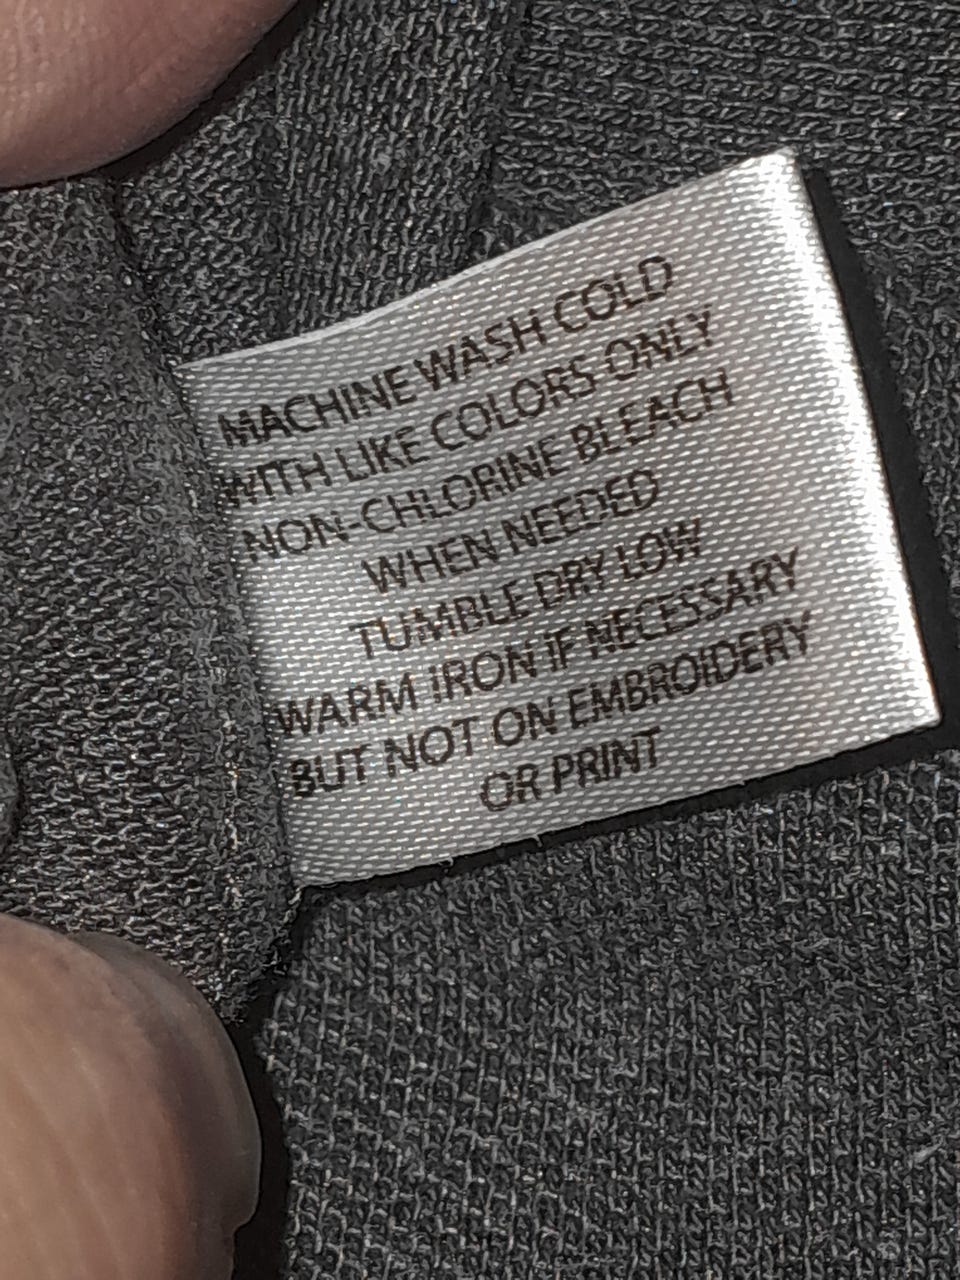 MACHINE WASH COLD
WITH LIKE COLORS ONLY
NON-CHLORINE BLEACH
WHEN NEEDED
TUMBLE DRY LOW
WARM IRON IF NECESSARY
BUT NOT ON EMBROIDERY
OR PRINT